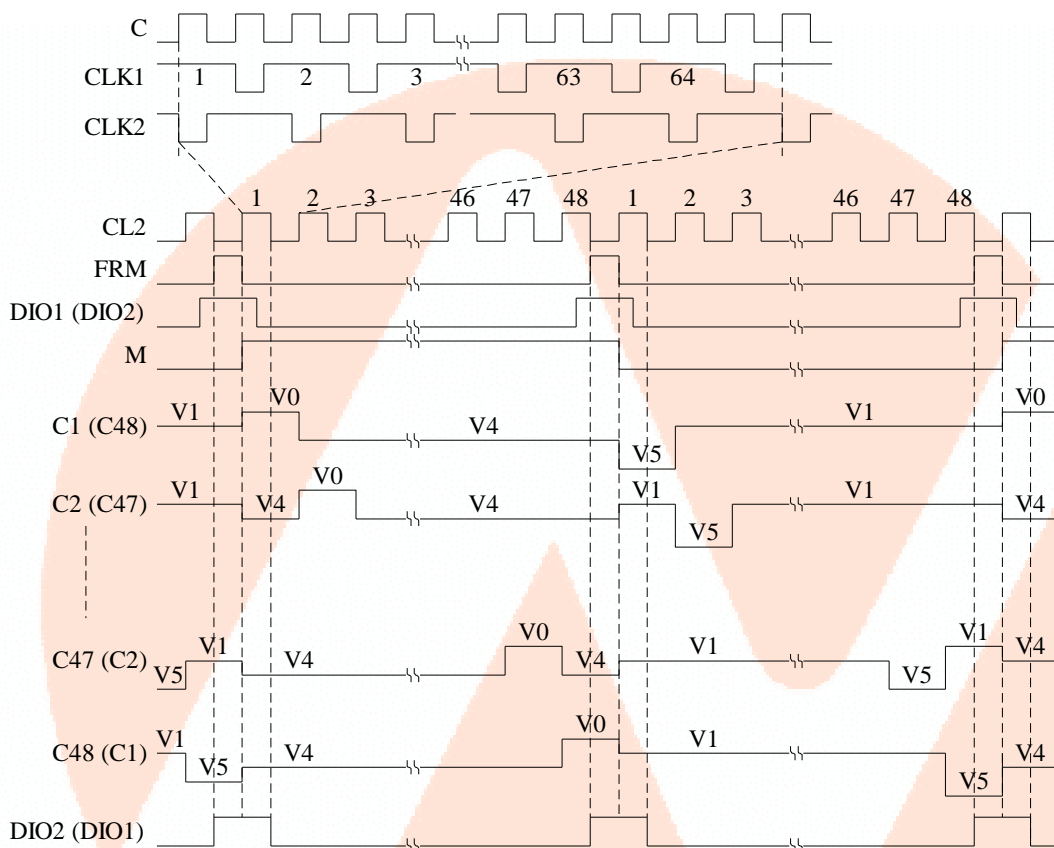 C
CLK1 1 2 3 63 64
CLK2
1 2 3 46 47 48 1 2 3 46 47 48
CL2
FRM
DIO1 (DIO2)
M
V0 V0
C1 (C48) V1 V4 V5 V1
V0
C2 (C47) V1 V4 V4 V1 V5 V1 V4
C47 (C2) V5 V1 V4 V0 V4 V1 V5 V1 V4
C48 (C1) V1 V5 V4 V0 V1 V5 V4
DIO2 (DIO1)